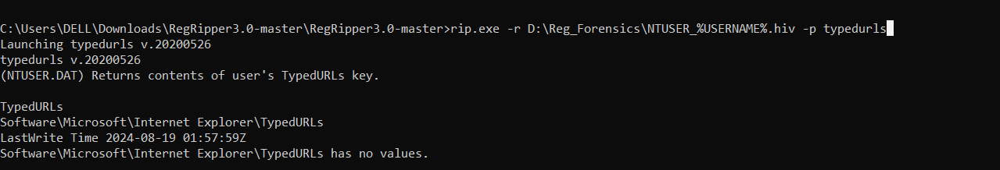 C:\Users\DELL\Downloads\RegRipper3.0-master\RegRipper3.0-master>rip.exe -r D:\Reg_Forensics\NTUSER_%USERNAME%.hiv -p typedurls
Launching typedurls v.20200526
typedurls v.20200526
(NTUSER.DAT) Returns contents of user's TypedURLs key.

TypedURLs
Software\Microsoft\Internet Explorer\TypedURLs
LastWrite Time 2024-08-19 01:57:59Z
Software\Microsoft\Internet Explorer\TypedURLs has no values.